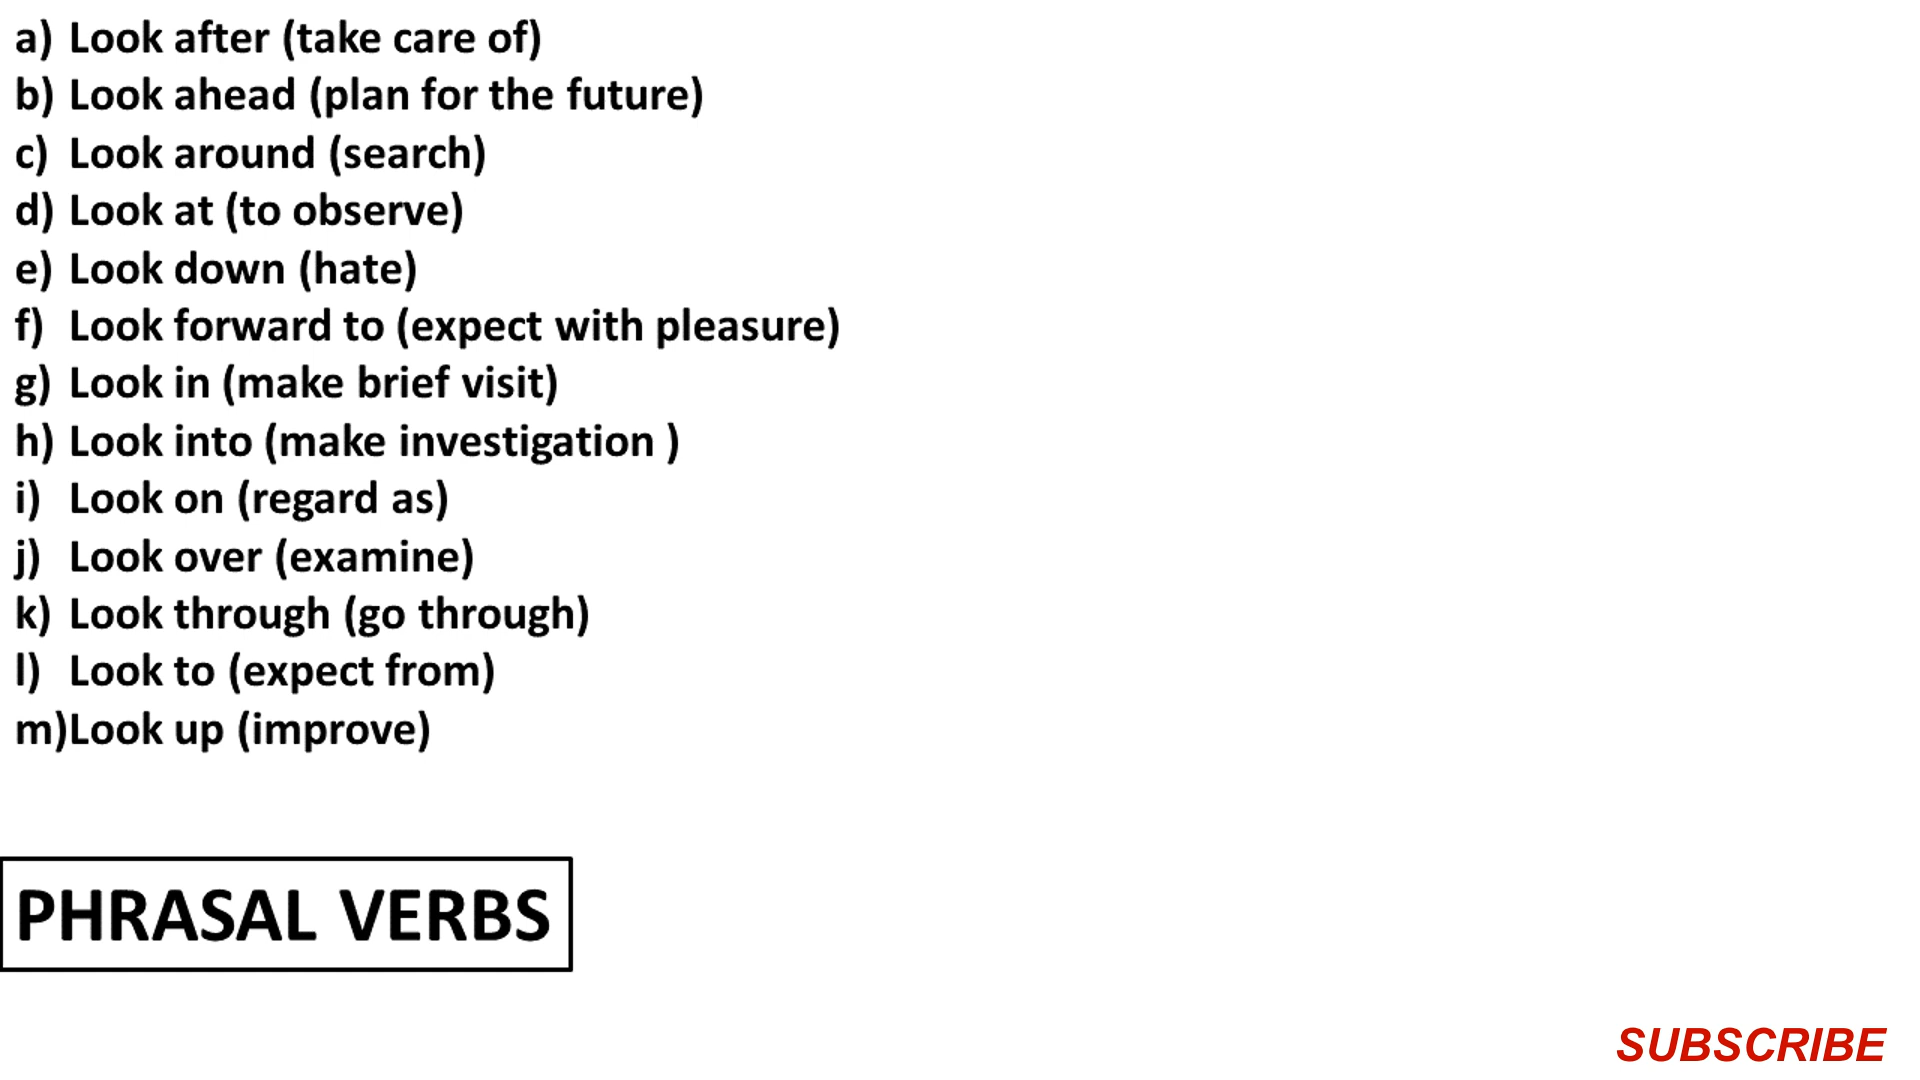 a) Look after (take care of)
b) Look ahead (plan for the future)
c) Look around (search)
d) Look at (to observe)
e) Look down (hate)
f) Look forward to (expect with pleasure)
g) Look in (make brief visit)
h) Look into (make investigation )
i) Look on (regard as)
j) Look over (examine)
k) Look through (go through)
l) Look to (expect from)
m)Look up (improve)
PHRASAL VERBS
SUBSCRIBE